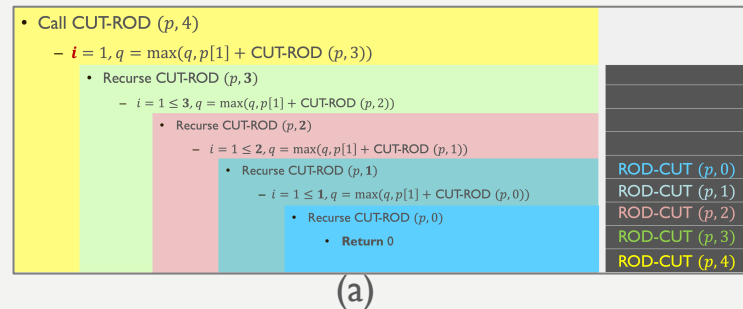 • Call CUT-ROD (p, 4)
– i = 1, q = max(q, p[1] + CUT-ROD (p, 3))
• Recurse CUT-ROD (p, 3)
– i = 1 ≤ 3, q = max(q, p[1] + CUT-ROD (p, 2))
• Recurse CUT-ROD (p, 2)
– i = 1 ≤ 2, q = max(q, p[1] + CUT-ROD (p, 1))
• Recurse CUT-ROD (p, 1)
– i = 1 ≤ 1, q = max(q, p[1] + CUT-ROD (p, 0))
• Recurse CUT-ROD (p, 0)
• Return 0
ROD-CUT (p, 0)
ROD-CUT (p, 1)
ROD-CUT (p, 2)
ROD-CUT (p, 3)
ROD-CUT (p, 4)
(a)